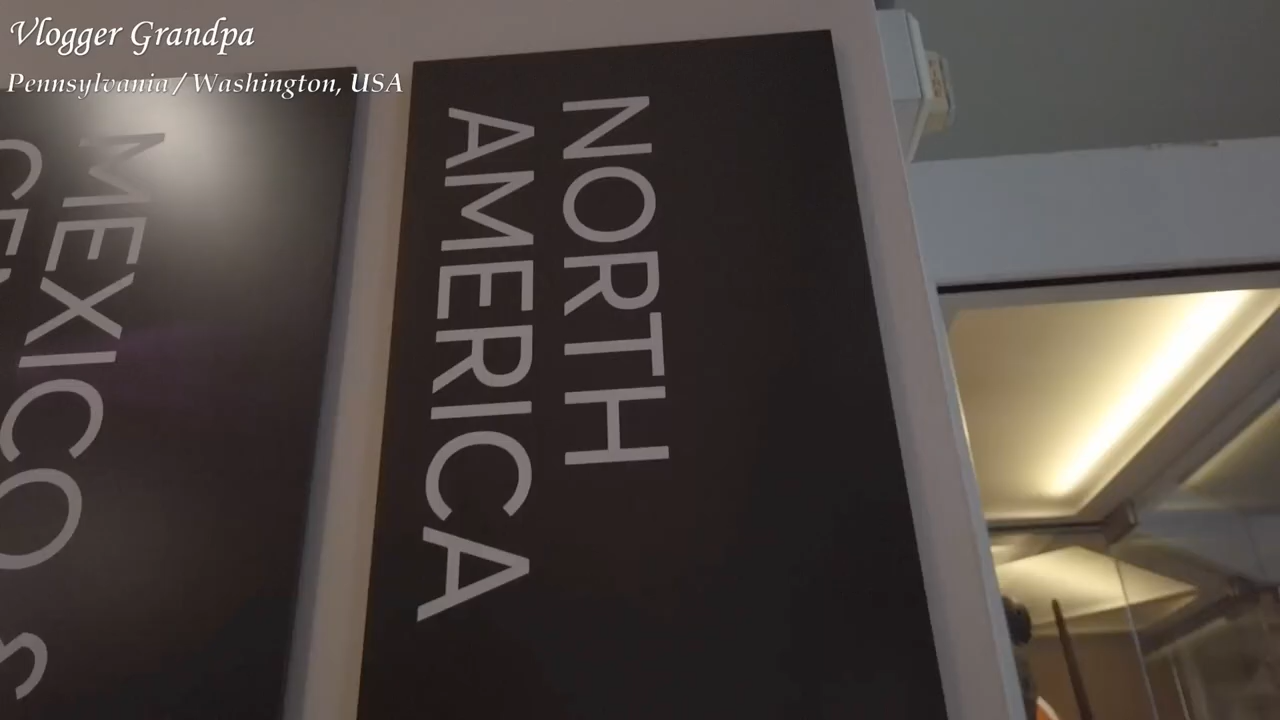 Vlogger Grandpa
Pennsylvania / Washington, USA
NORTH
AMERICA
MEXICO &